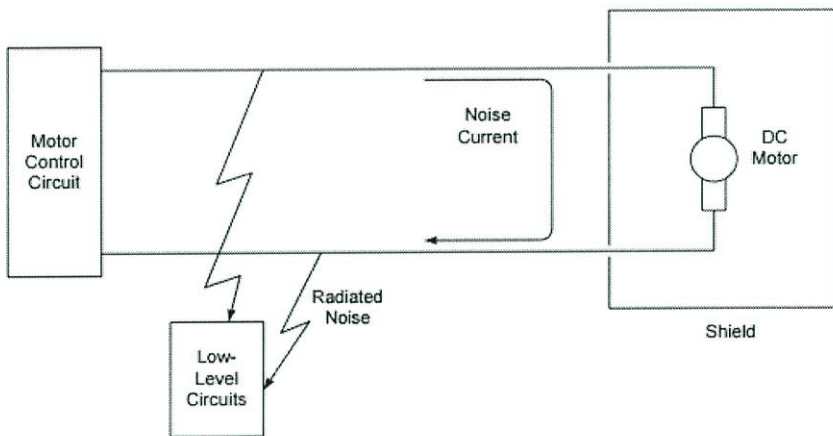 Motor
Control
Circuit
Noise
Current
DC
Motor
Radiated
Noise
Shield
Low-
Level
Circuits